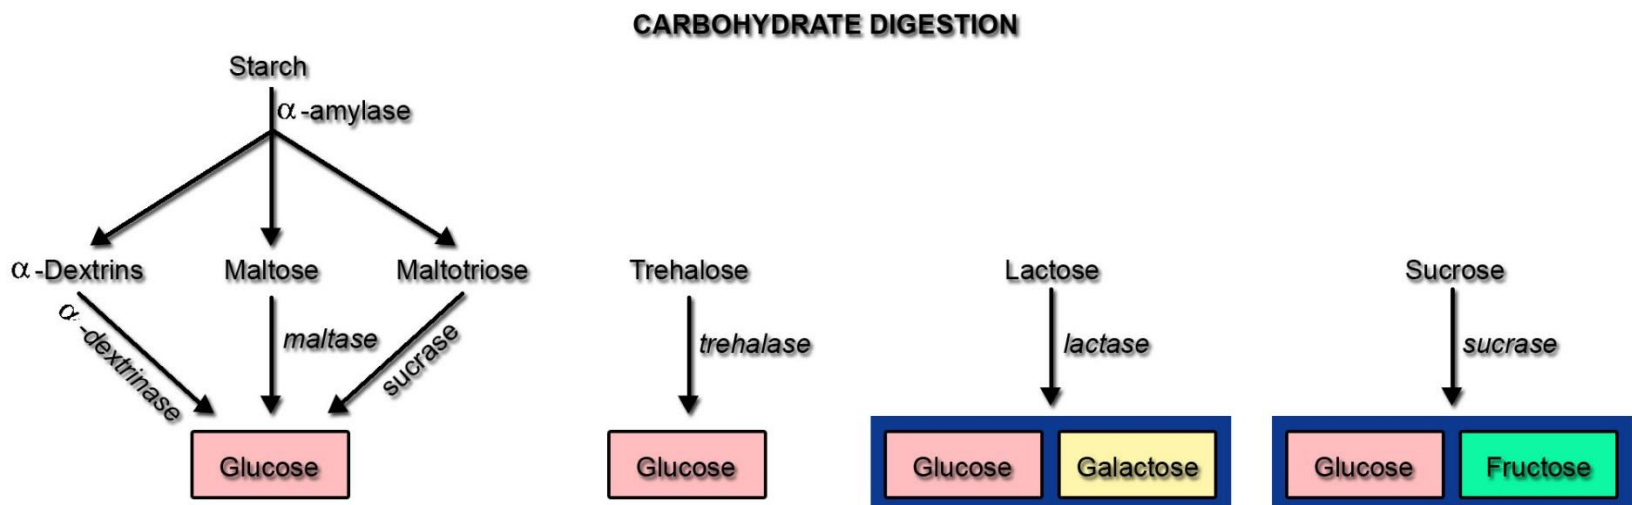 CARBOHYDRATE DIGESTION
Starch
α-amylase
α-Dextrins
Maltose
Maltotriose
Trehalose
Lactose
Sucrose
α-dextrinase
maltase
sucrase
trehalase
lactase
sucrase
Glucose
Glucose
Glucose
Galactose
Glucose
Fructose